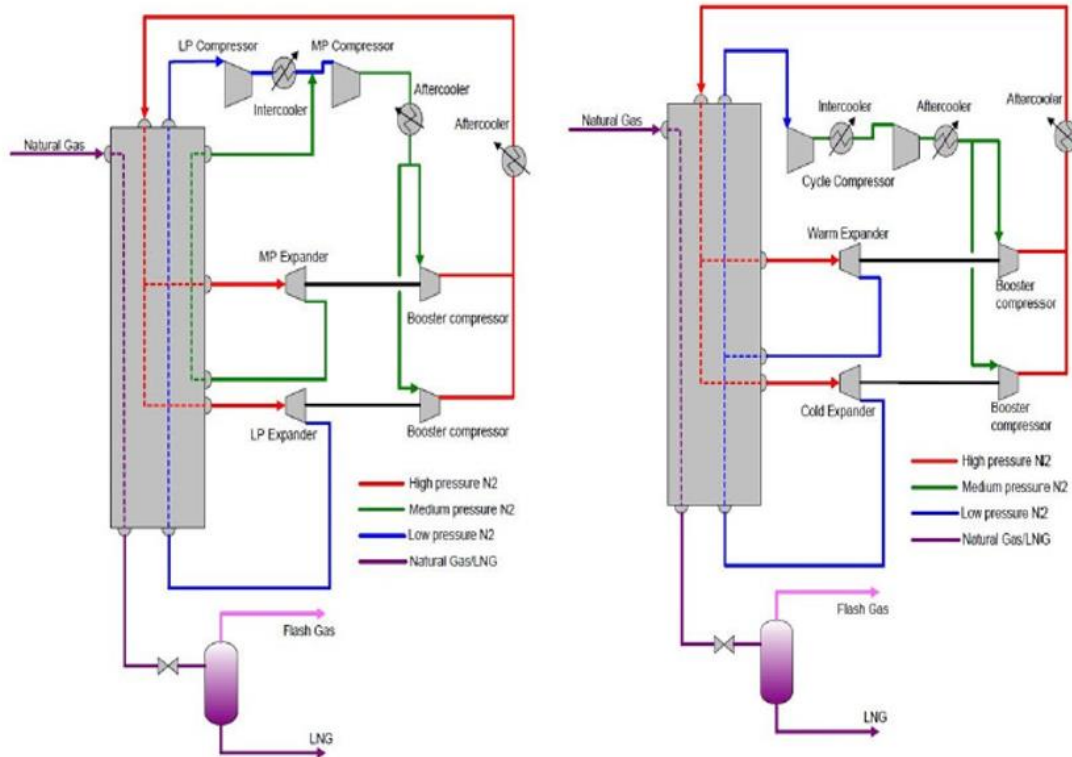 LP Compressor
MP Compressor
Intercooler
Aftercooler
Aftercooler
Natural Gas
MP Expander
Booster compressor
LP Expander
Booster compressor
High pressure N2
Medium pressure N2
Low pressure N2
Natural Gas/LNG
Flash Gas
LNG
Intercooler
Aftercooler
Aftercooler
Natural Gas
Cycle Compressor
Warm Expander
Booster
compressor
Cold Expander
Booster
compressor
High pressure N2
Medium pressure N2
Low pressure N2
Natural Gas/LNG
Flash Gas
LNG